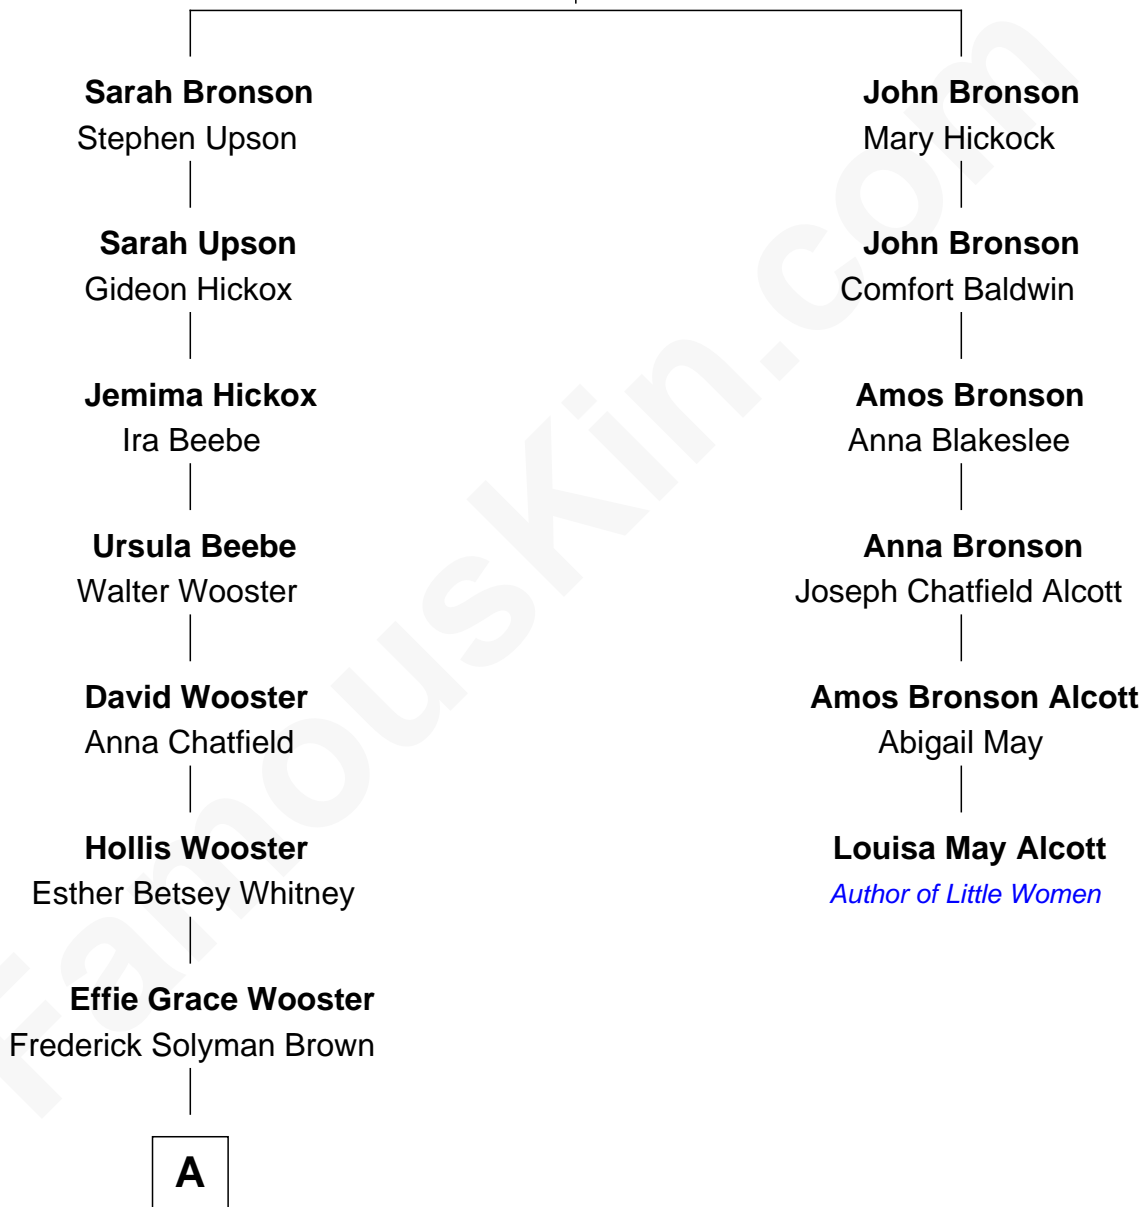 Sarah Bronson
Stephen Upson
John Bronson
Mary Hickock
Sarah Upson
Gideon Hickox
John Bronson
Comfort Baldwin
Jemima Hickox
Ira Beebe
Amos Bronson
Anna Blakeslee
Ursula Beebe
Walter Wooster
Anna Bronson
Joseph Chatfield Alcott
David Wooster
Anna Chatfield
Amos Bronson Alcott
Abigail May
Hollis Wooster
Esther Betsey Whitney
Louisa May Alcott
Author of Little Women
Effie Grace Wooster
Frederick Solyman Brown
A
FamousKin.com